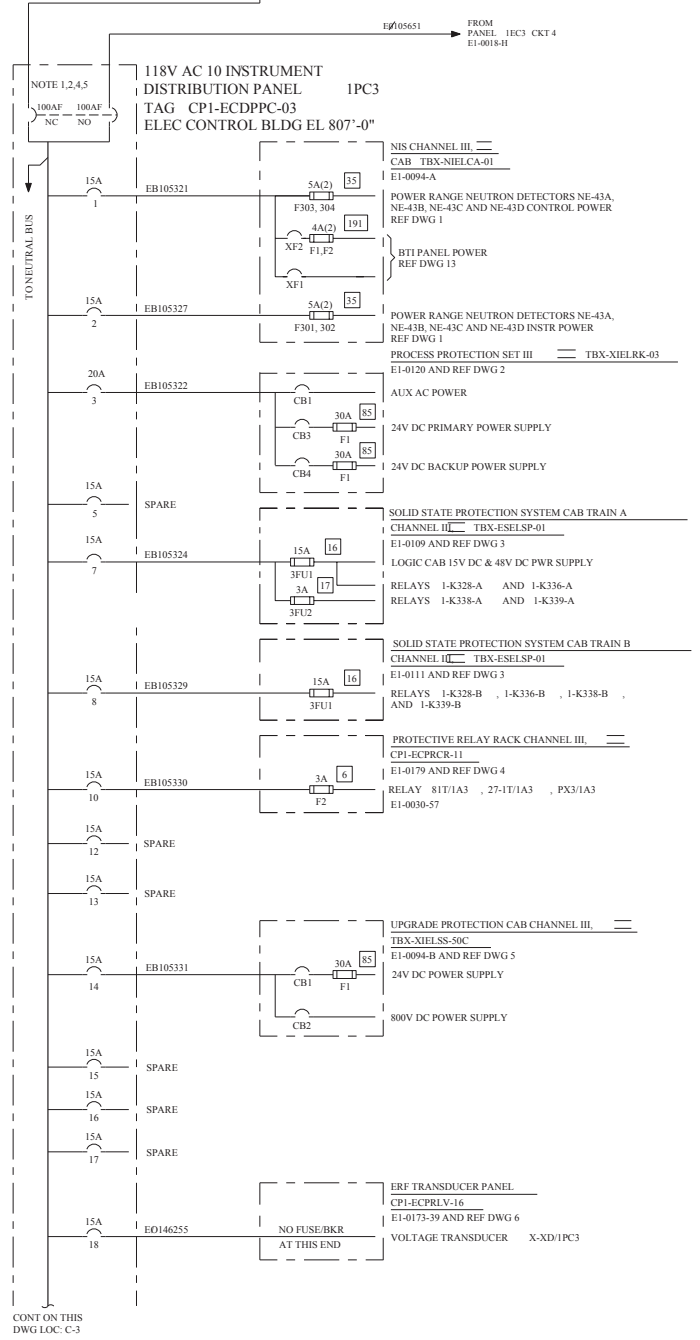 EØ105651
FROM
PANEL 1EC3 CKT 4
E1-0018-H
118V AC 10 INSTRUMENT
DISTRIBUTION PANEL 1PC3
TAG CP1-ECDPPC-03
ELEC CONTROL BLDG EL 807'-0"
NOTE 1,2,4,5
100AF 100AF
NC NO
TO NEUTRAL BUS
NIS CHANNEL III,
CAB TBX-NIELCA-01
E1-0094-A
15A
1
EB105321
5A(2) 35
F303, 304
POWER RANGE NEUTRON DETECTORS NE-43A,
NE-43B, NE-43C AND NE-43D CONTROL POWER
REF DWG 1
XF2
4A(2) 191
F1,F2
XF1
BTI PANEL POWER
REF DWG 13
15A
2
EB105327
5A(2) 35
F301, 302
POWER RANGE NEUTRON DETECTORS NE-43A,
NE-43B, NE-43C AND NE-43D INSTR POWER
REF DWG 1
PROCESS PROTECTION SET III TBX-XIELRK-03
E1-0120 AND REF DWG 2
20A
3
EB105322
CB1
AUX AC POWER
CB3
30A 85
F1
24V DC PRIMARY POWER SUPPLY
CB4
30A 85
F1
24V DC BACKUP POWER SUPPLY
15A
5
SPARE
SOLID STATE PROTECTION SYSTEM CAB TRAIN A
CHANNEL III, TBX-ESELSP-01
E1-0109 AND REF DWG 3
15A
7
EB105324
15A 16
3FU1
LOGIC CAB 15V DC & 48V DC PWR SUPPLY
RELAYS 1-K328-A AND 1-K336-A
3A 17
3FU2
RELAYS 1-K338-A AND 1-K339-A
SOLID STATE PROTECTION SYSTEM CAB TRAIN B
CHANNEL III, TBX-ESELSP-01
E1-0111 AND REF DWG 3
15A
8
EB105329
15A 16
3FU1
RELAYS 1-K328-B , 1-K336-B , 1-K338-B ,
AND 1-K339-B
PROTECTIVE RELAY RACK CHANNEL III,
CP1-ECPRCR-11
E1-0179 AND REF DWG 4
15A
10
EB105330
3A 6
F2
RELAY 81T/1A3 , 27-1T/1A3 , PX3/1A3
E1-0030-57
15A
12
SPARE
15A
13
SPARE
UPGRADE PROTECTION CAB CHANNEL III,
TBX-XIELSS-50C
E1-0094-B AND REF DWG 5
15A
14
EB105331
CB1
30A 85
F1
24V DC POWER SUPPLY
CB2
800V DC POWER SUPPLY
15A
15
SPARE
15A
16
SPARE
15A
17
SPARE
ERF TRANSDUCER PANEL
CP1-ECPRLV-16
E1-0173-39 AND REF DWG 6
15A
18
EØ146255
NO FUSE/BKR
AT THIS END
VOLTAGE TRANSDUCER X-XD/1PC3
CONT ON THIS
DWG LOC: C-3